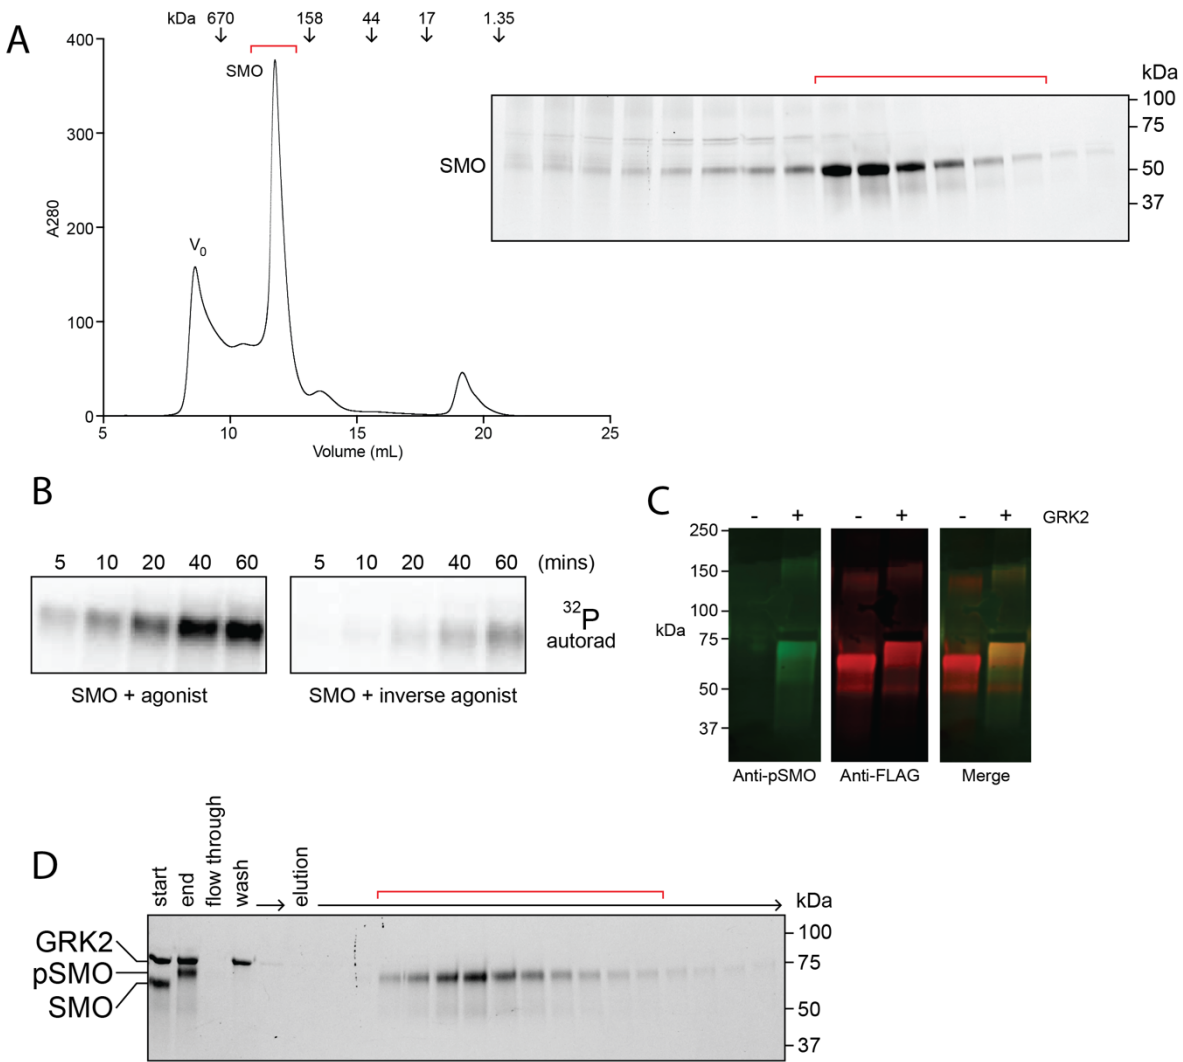 A
kDa 670 158 44 17 1.35
400
300
200
100
0
A280
V0
SMO
5 10 15 20 25
Volume (mL)
kDa
SMO
100
75
50
37
B
5 10 20 40 60 (mins) 5 10 20 40 60
32P
autorad
SMO + agonist
SMO + inverse agonist
C
- + - + - + GRK2
250
150
100
kDa
75
50
37
Anti-pSMO Anti-FLAG Merge
D
start
end
flow through
wash
elution
kDa
GRK2
pSMO
SMO
100
75
50
37